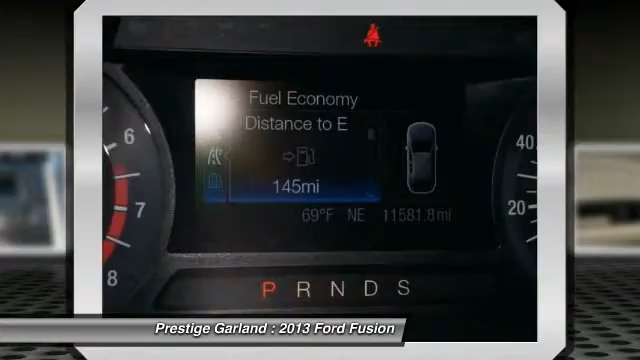 Fuel Economy
Distance to E
145mi
69°F NE 11581.8mi
6
7
8
40
20
P R N D S
Prestige Garland : 2013 Ford Fusion